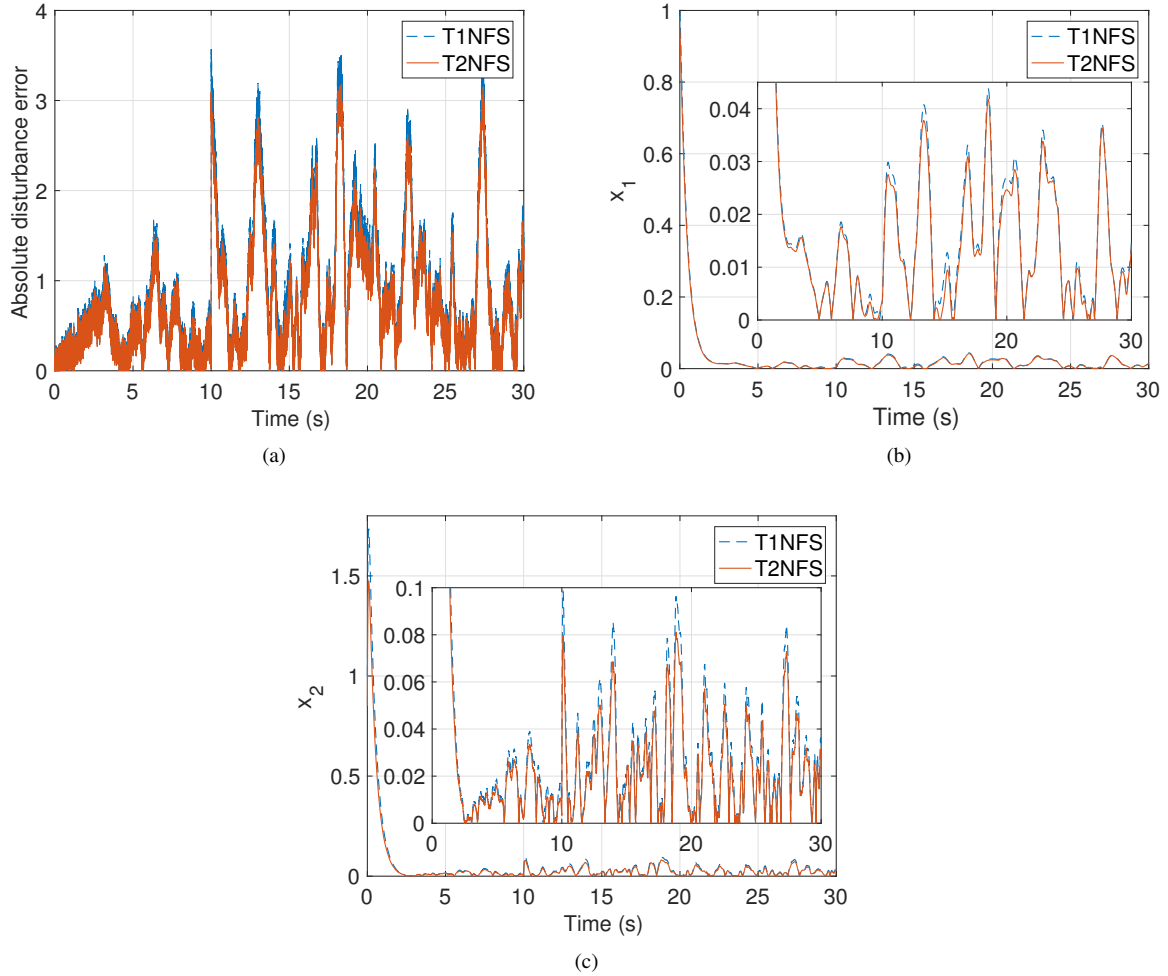 4
3
2
1
0
Absolute disturbance error
T1NFS
T2NFS
0 5 10 15 20 25 30
Time (s)
(a)
1
0.8
0.6
0.4
0.2
0
x1
T1NFS
T2NFS
0.04
0.03
0.02
0.01
0
0 10 20 30
0 5 10 15 20 25 30
Time (s)
(b)
1.5
1
0.5
0
x2
T1NFS
T2NFS
0.1
0.08
0.06
0.04
0.02
0
0 10 20 30
0 5 10 15 20 25 30
Time (s)
(c)